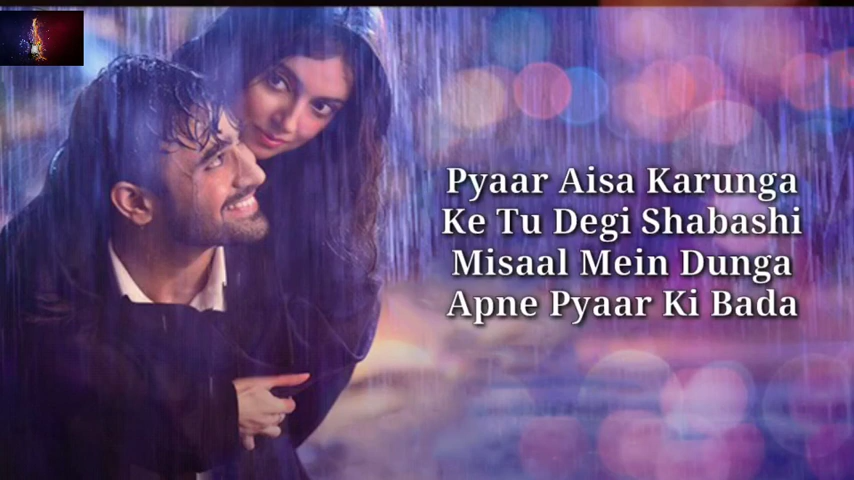 Pyaar Aisa Karunga
Ke Tu Degi Shabashi
Misaal Mein Dunga
Apne Pyaar Ki Bada